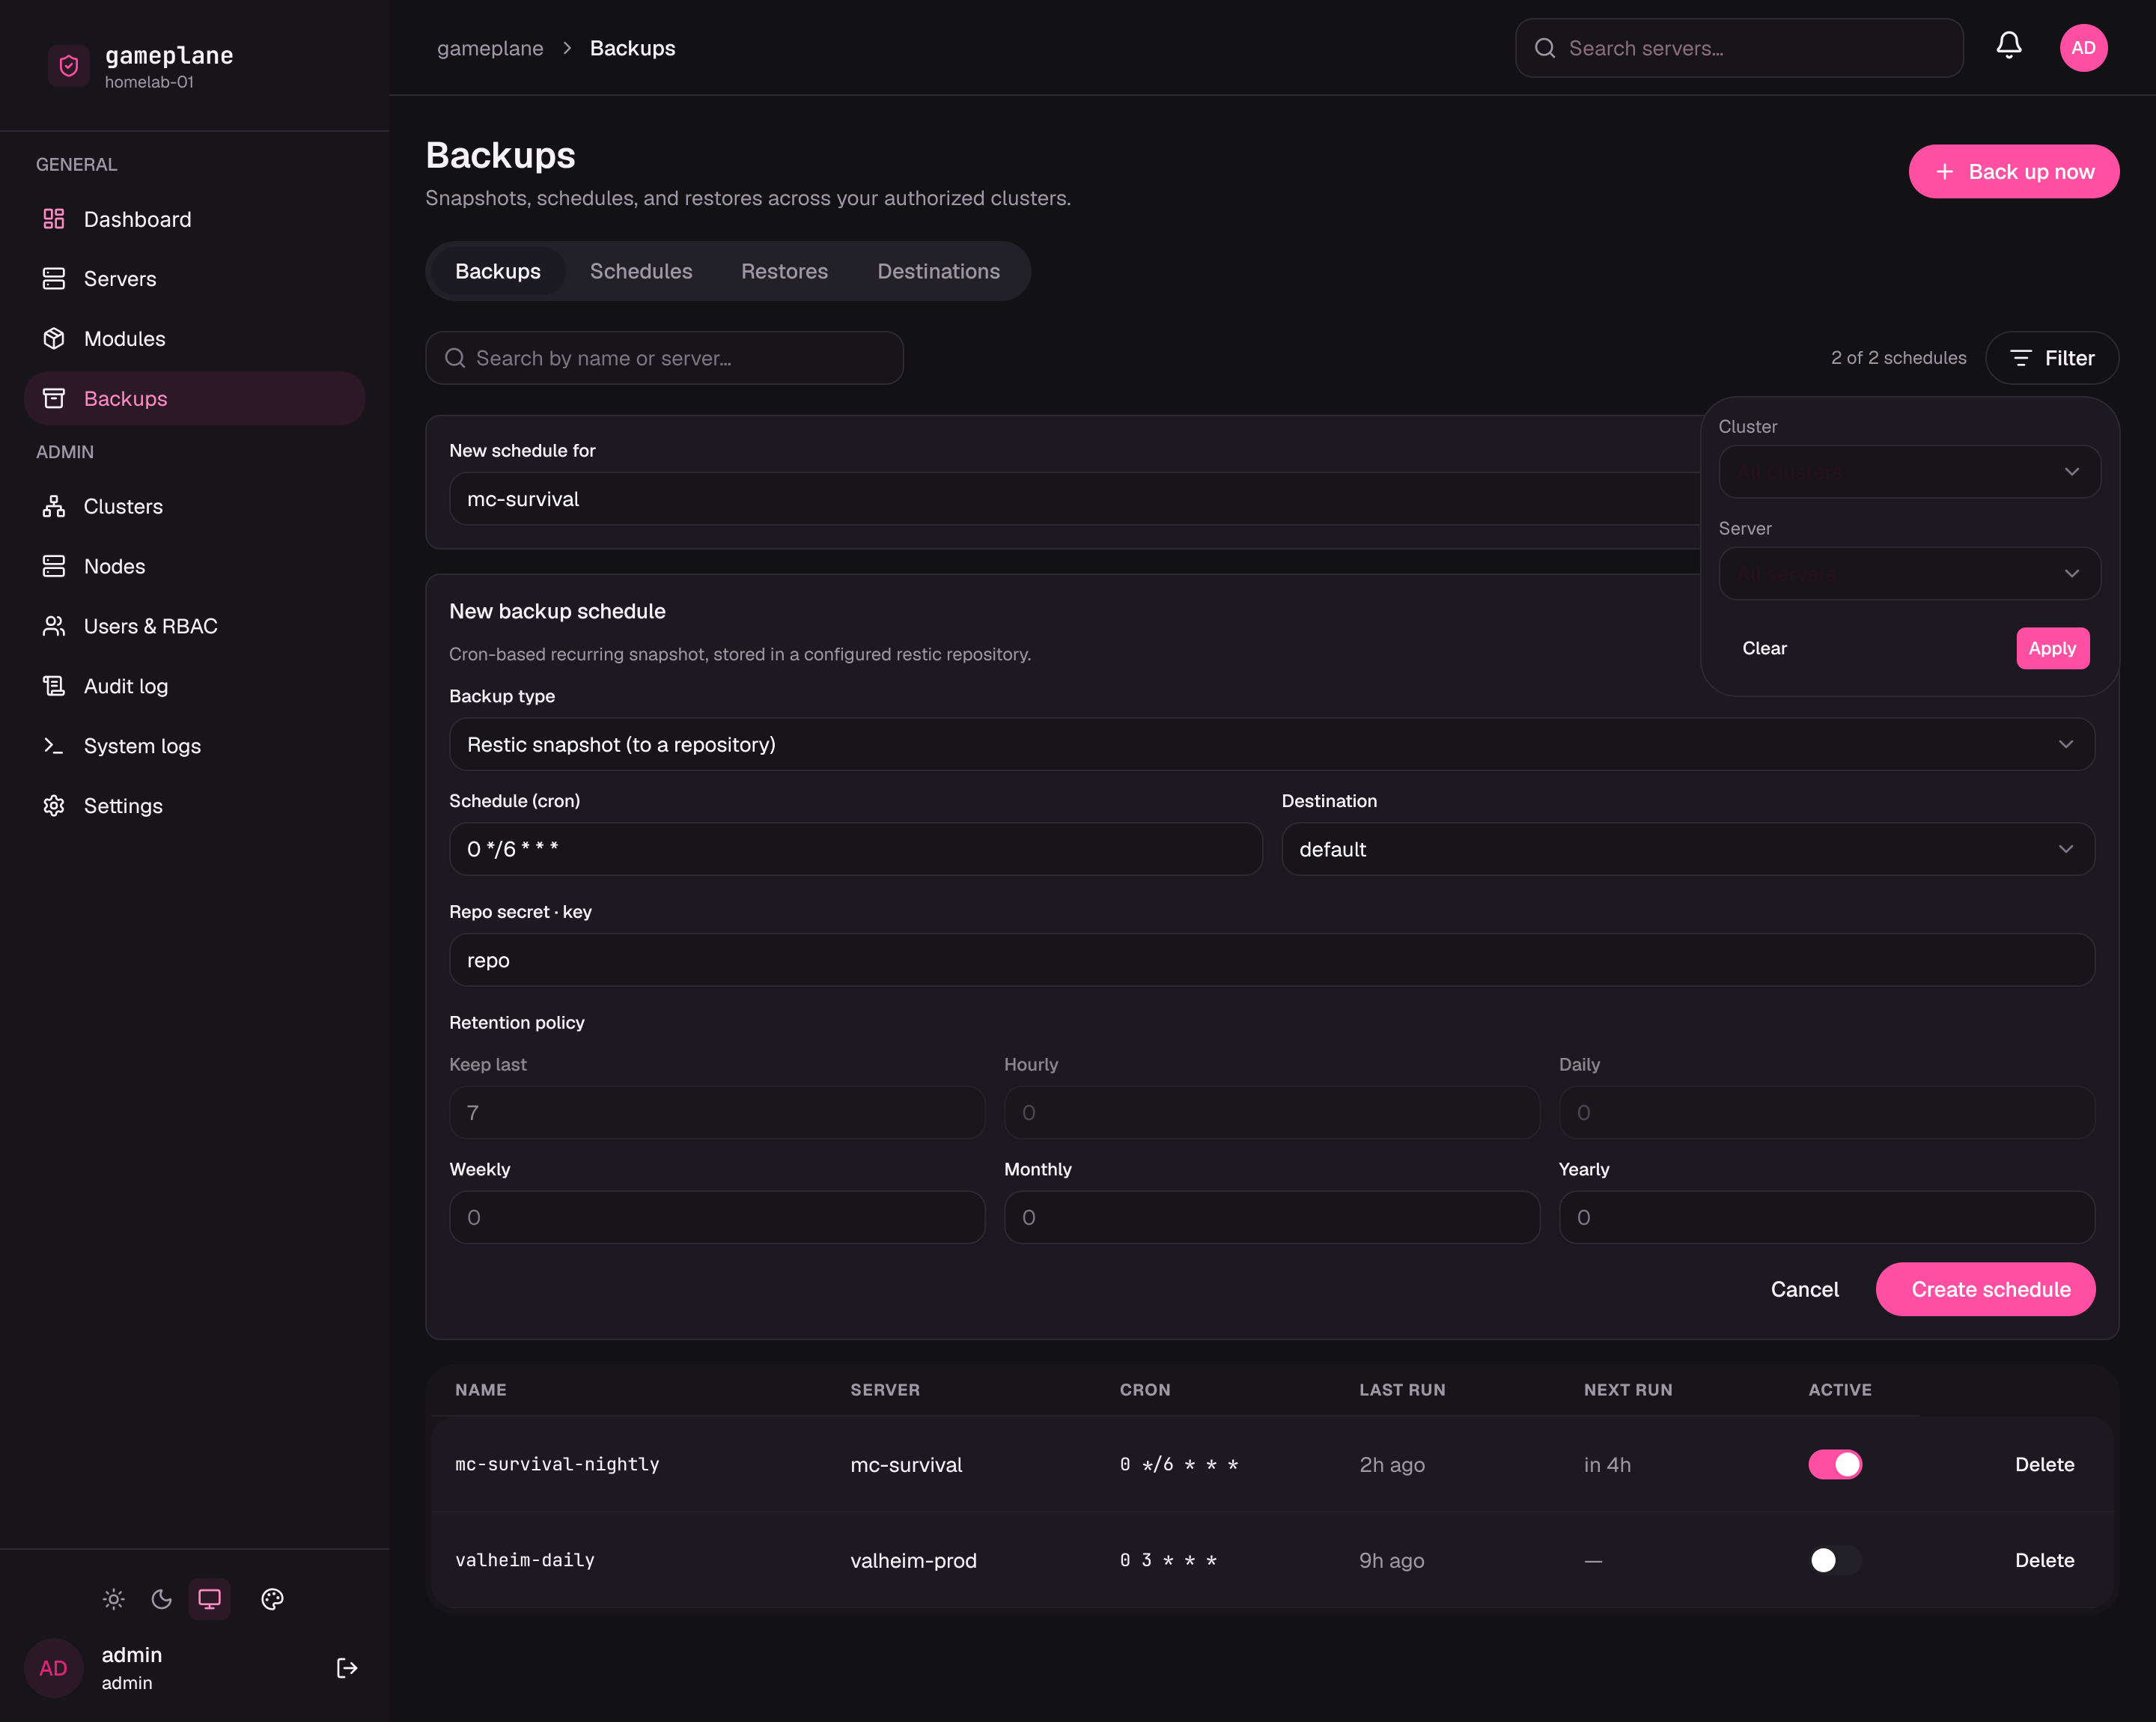 gameplane
homelab-01
GENERAL
Dashboard
Servers
Modules
Backups
ADMIN
Clusters
Nodes
Users & RBAC
Audit log
System logs
Settings
AD
admin
admin
gameplane > Backups
Search servers...
AD
Backups
Snapshots, schedules, and restores across your authorized clusters.
Back up now
Backups Schedules Restores Destinations
Search by name or server...
2 of 2 schedules
Filter
Cluster
All clusters
Server
All servers
Clear
Apply
New schedule for
mc-survival
New backup schedule
Cron-based recurring snapshot, stored in a configured restic repository.
Backup type
Restic snapshot (to a repository)
Schedule (cron) Destination
0 */6 * * * default
Repo secret · key
repo
Retention policy
Keep last Hourly Daily
7 0 0
Weekly Monthly Yearly
0 0 0
Cancel Create schedule
NAME SERVER CRON LAST RUN NEXT RUN ACTIVE
mc-survival-nightly mc-survival 0 */6 * * * 2h ago in 4h Delete
valheim-daily valheim-prod 0 3 * * * 9h ago — Delete